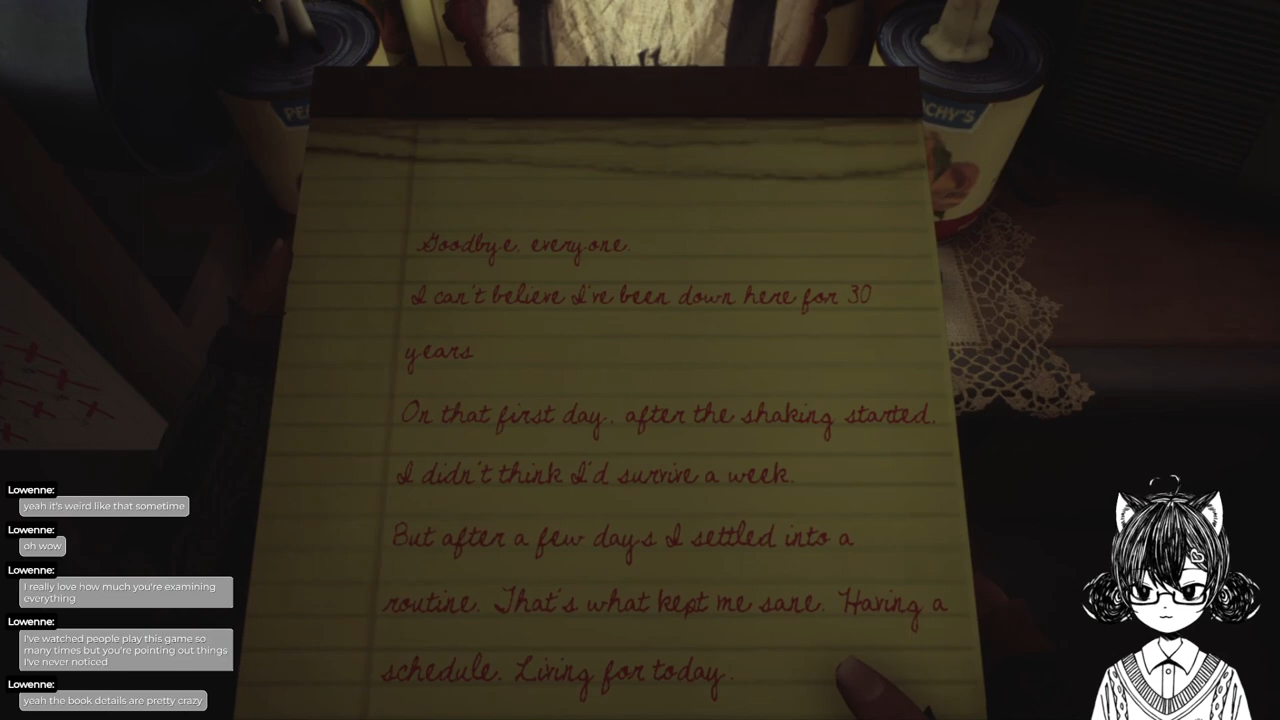 PEA
CHY'S
Goodbye, everyone.
I can't believe I've been down here for 30
years
On that first day, after the shaking started,
I didn't think I'd survive a week.
But after a few days I settled into a
routine. That's what kept me sane. Having a
schedule. Living for today.
Lowenne:
yeah it's weird like that sometime
Lowenne:
oh wow
Lowenne:
I really love how much you're examining
everything
Lowenne:
I've watched people play this game so
many times but you're pointing out things
I've never noticed
Lowenne:
yeah the book details are pretty crazy